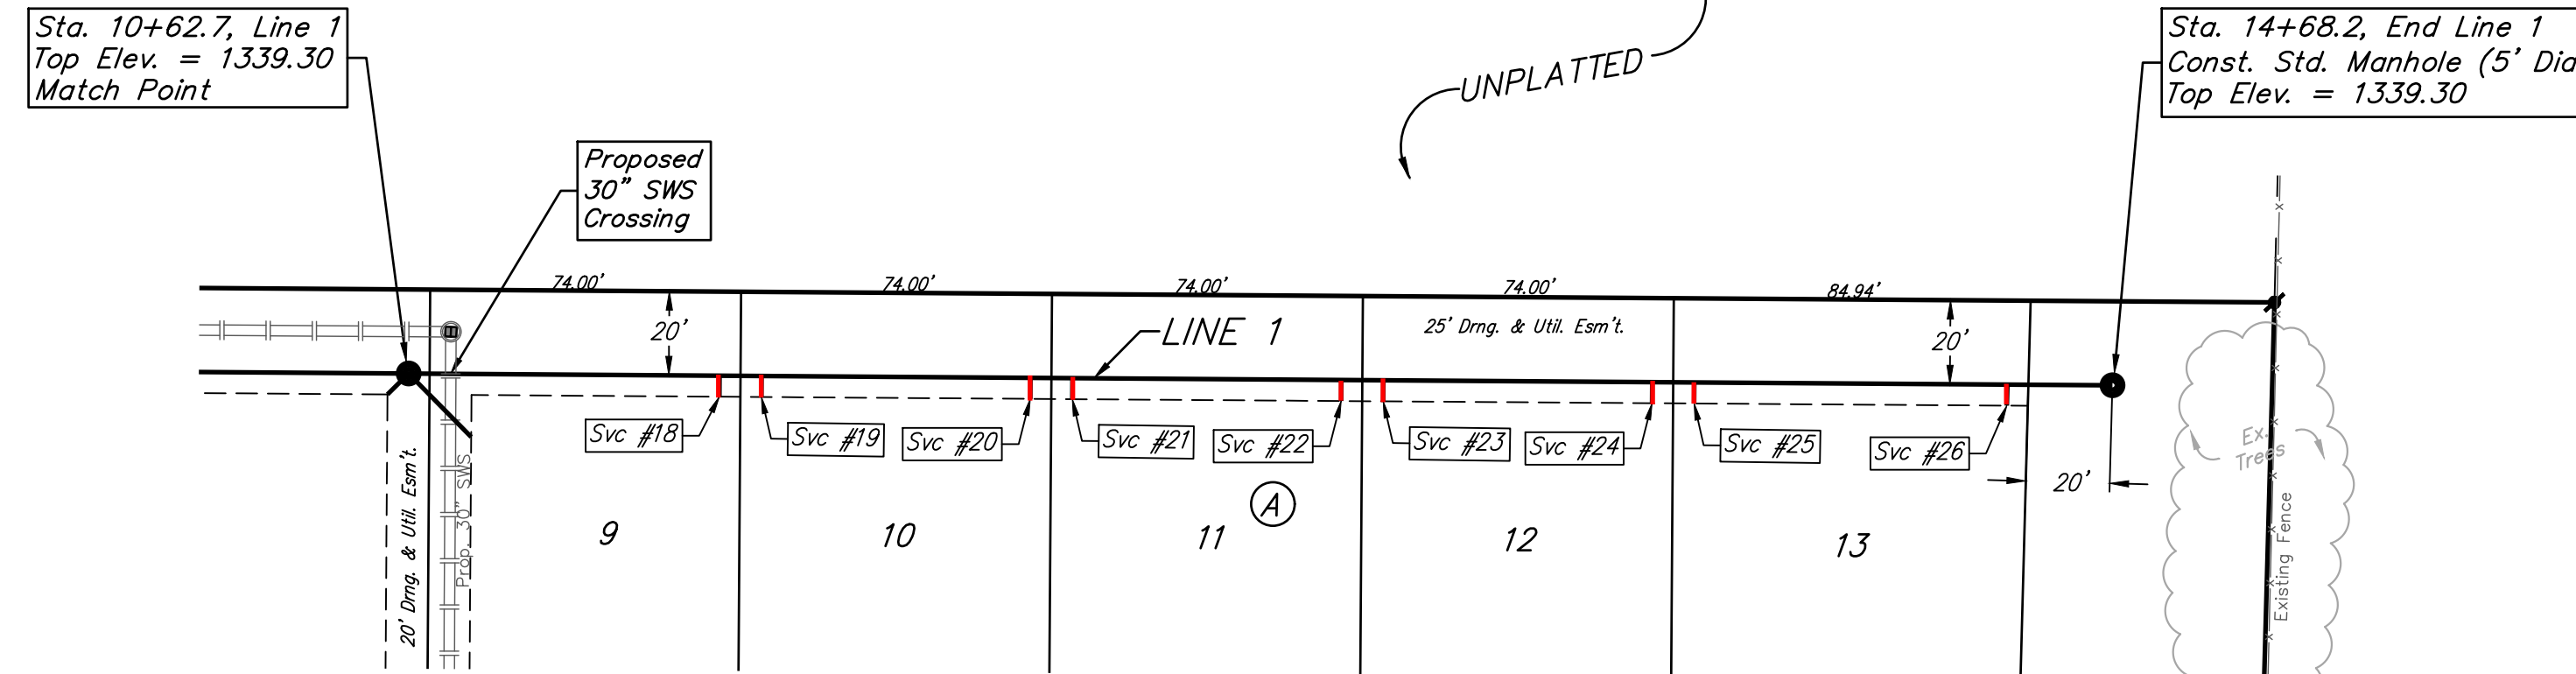 Sta. 10+62.7, Line 1
Top Elev. = 1339.30
Match Point
UNPLATTED
Sta. 14+68.2, End Line 1
Const. Std. Manhole (5' Dia
Top Elev. = 1339.30
Proposed
30" SWS
Crossing
74.00'
74.00'
74.00'
74.00'
84.94'
20'
LINE 1
25' Drng. & Util. Esm't.
20'
Svc #18
Svc #19
Svc #20
Svc #21
Svc #22
Svc #23
Svc #24
Svc #25
Svc #26
20'
Ex.
Trees
A
9
10
11
12
13
20' Drng. & Util. Esm't.
Prop. 30" SWS
Existing Fence